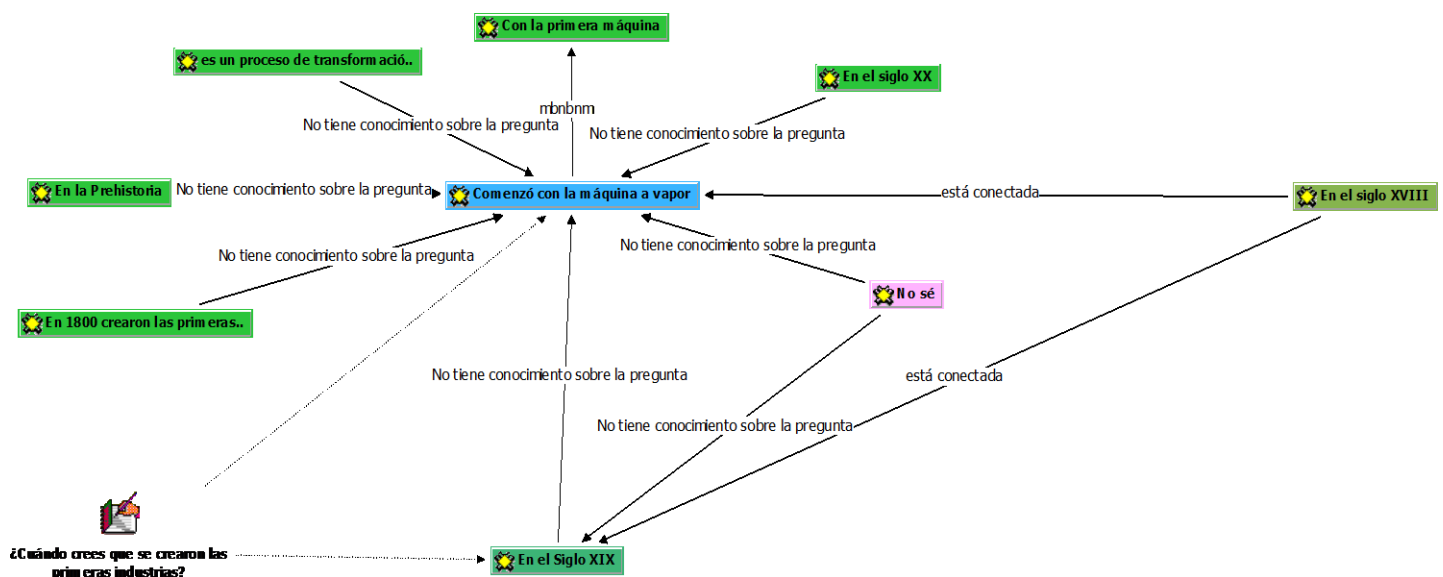 Con la primera máquina
es un proceso de transformació..
En el siglo XX
mbnbnm
No tiene conocimiento sobre la pregunta
No tiene conocimiento sobre la pregunta
En la Prehistoria
No tiene conocimiento sobre la pregunta
Comenzó con la máquina a vapor
está conectada
En el siglo XVIII
No tiene conocimiento sobre la pregunta
No tiene conocimiento sobre la pregunta
No sé
En 1800 crearon las primeras..
No tiene conocimiento sobre la pregunta
está conectada
No tiene conocimiento sobre la pregunta
¿Cuándo crees que se crearon las
primeras industrias?
En el Siglo XIX